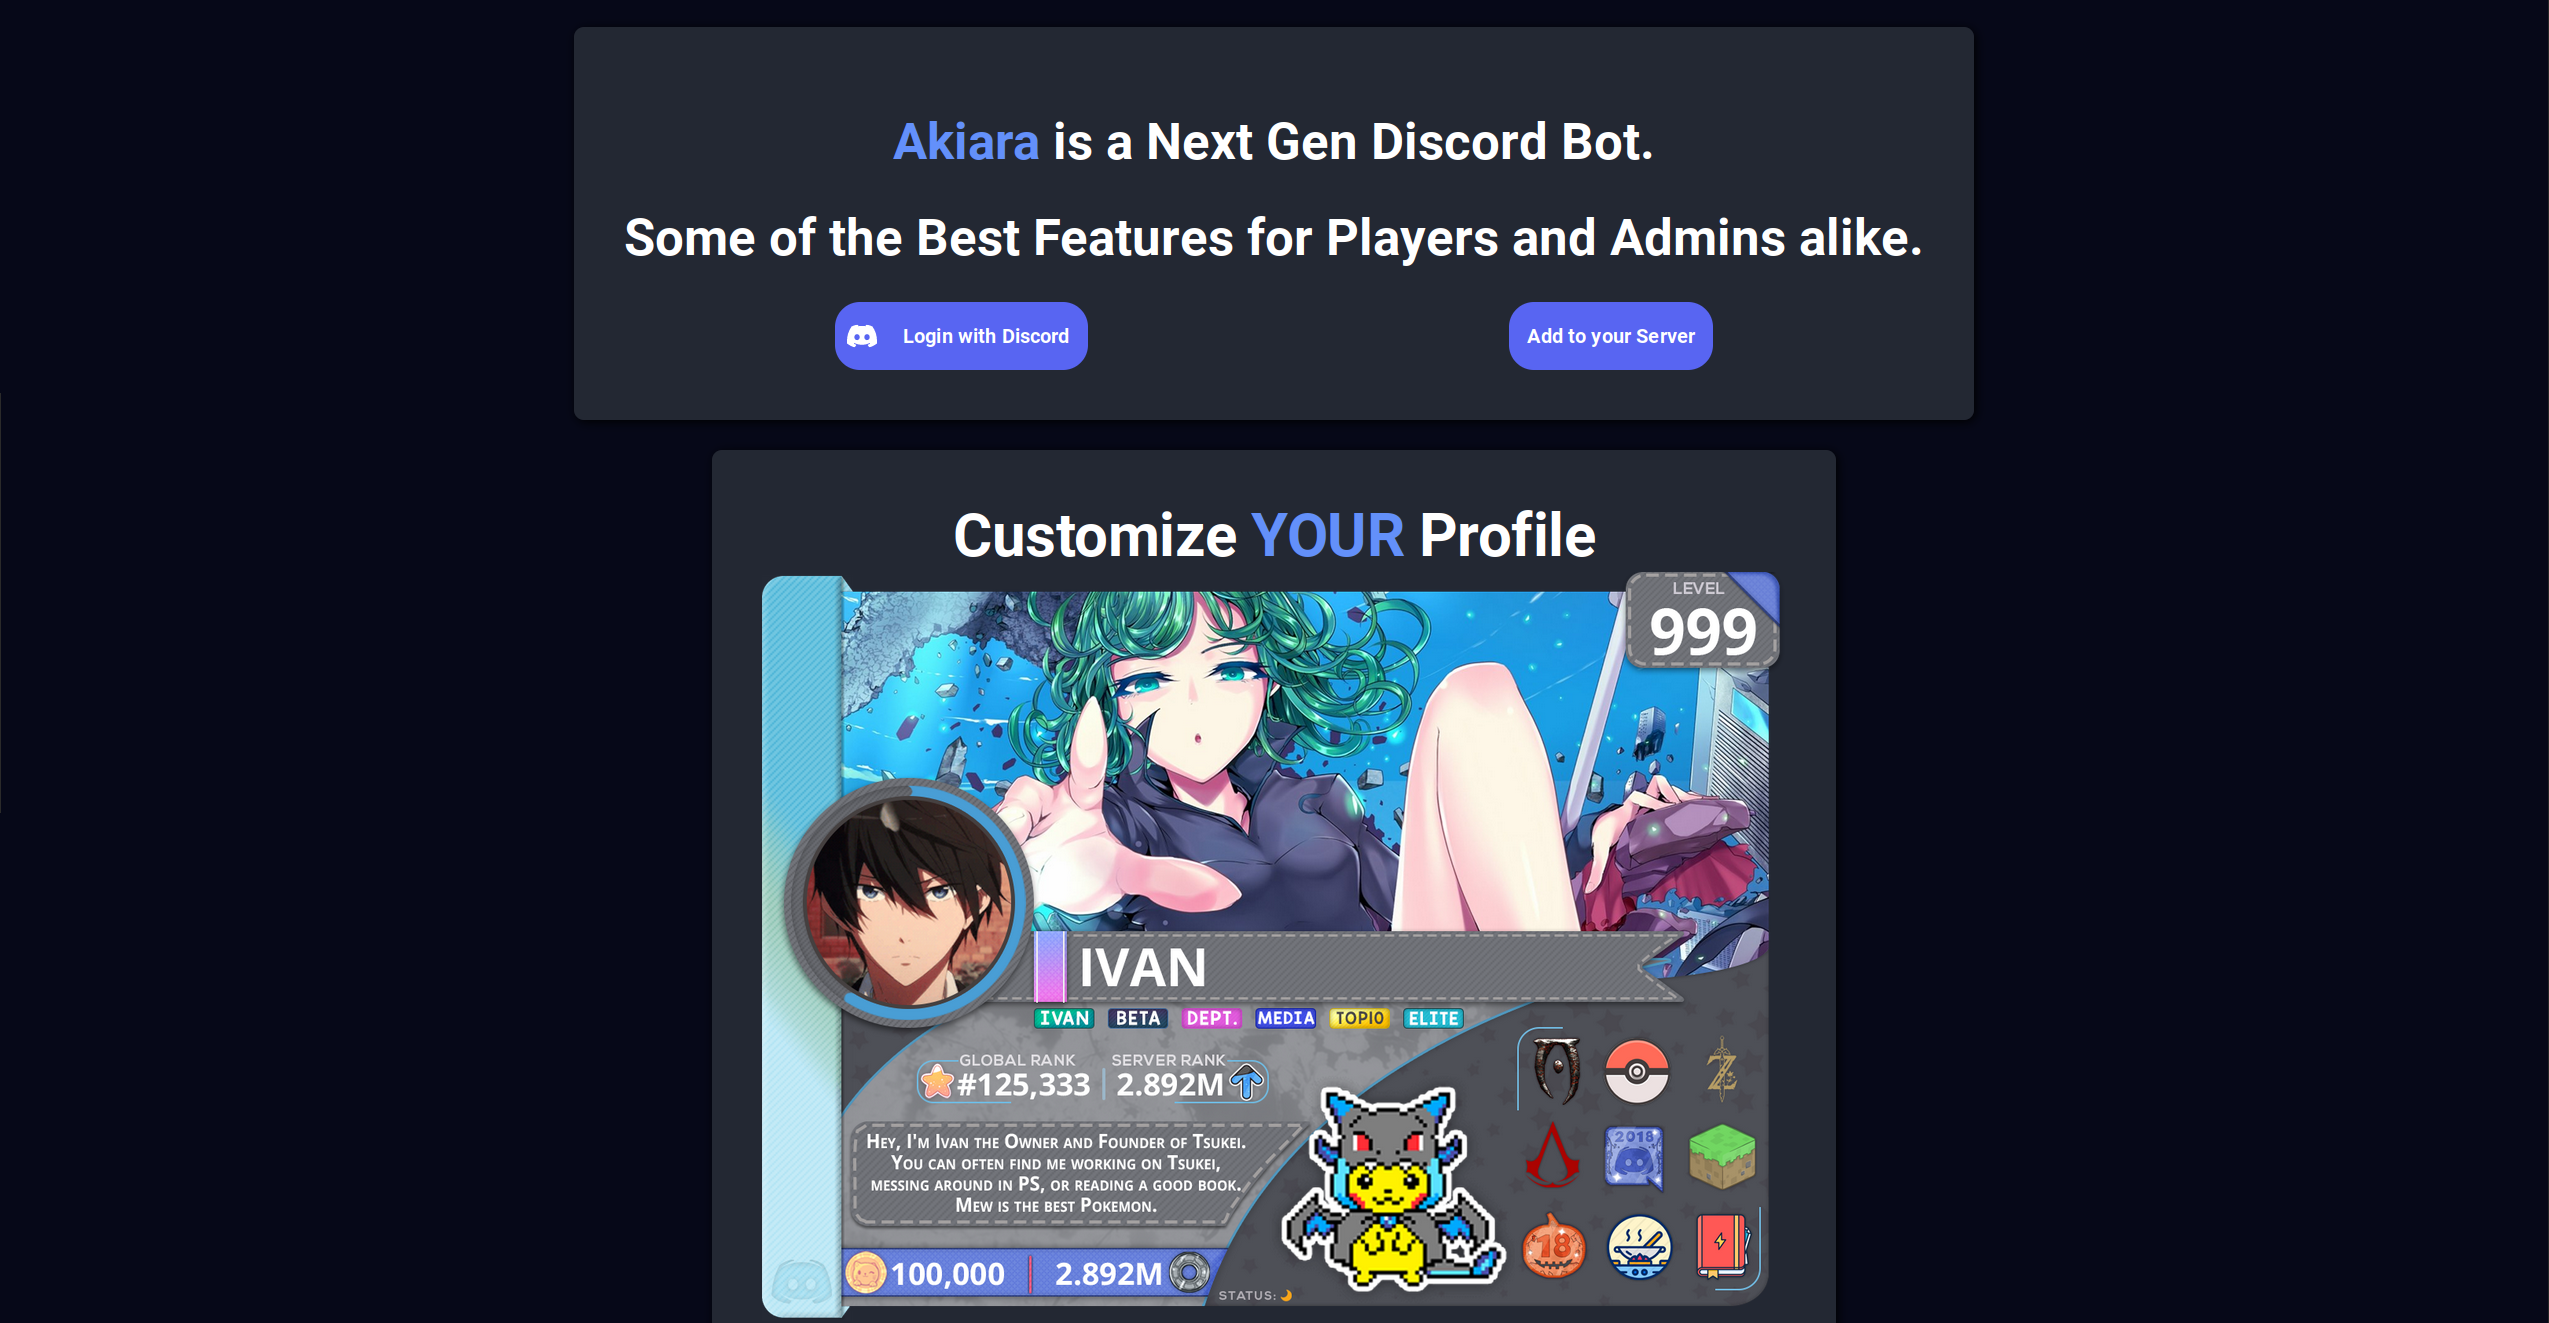 Akiara is a Next Gen Discord Bot.
Some of the Best Features for Players and Admins alike.
Login with Discord
Add to your Server
Customize YOUR Profile
LEVEL
999
IVAN
IVAN BETA DEPT. MEDIA TOP10 ELITE
GLOBAL RANK SERVER RANK
#125,333 | 2.892M
2018
HEY, I'M IVAN THE OWNER AND FOUNDER OF TSUKEI.
YOU CAN OFTEN FIND ME WORKING ON TSUKEI,
MESSING AROUND IN PS, OR READING A GOOD BOOK.
MEW IS THE BEST POKEMON.
18
100,000 | 2.892M
STATUS: